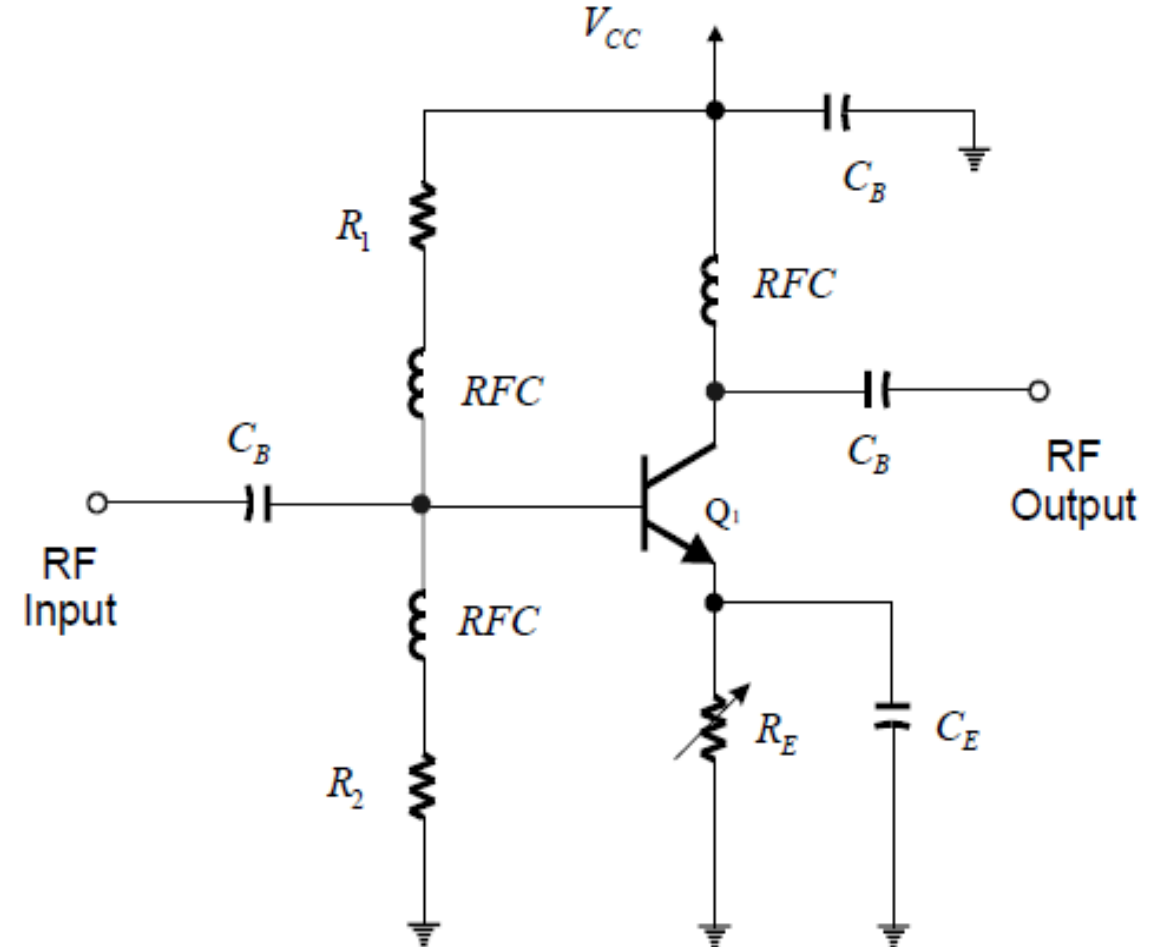 V_CC
C_B
R_1
RFC
RFC
C_B
C_B
RF
Output
Q_1
RF
Input
RFC
R_E
C_E
R_2